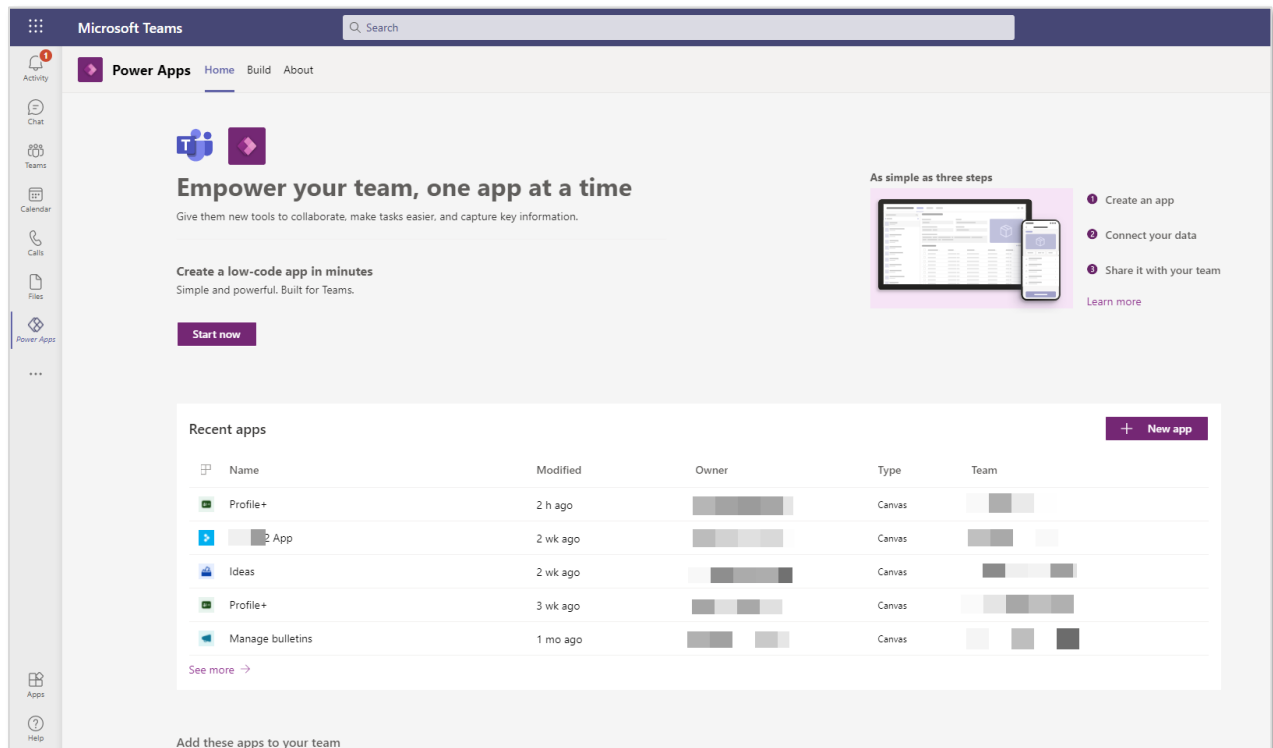 Microsoft Teams
Search
1
Activity
Chat
Teams
Calendar
Calls
Files
Power Apps
...
Apps
Help
Power Apps Home Build About
Empower your team, one app at a time
Give them new tools to collaborate, make tasks easier, and capture key information.
Create a low-code app in minutes
Simple and powerful. Built for Teams.
Start now
As simple as three steps
1 Create an app
2 Connect your data
3 Share it with your team
Learn more
Recent apps
+ New app
Name Modified Owner Type Team
Profile+ 2 h ago Canvas
2 App 2 wk ago Canvas
Ideas 2 wk ago Canvas
Profile+ 3 wk ago Canvas
Manage bulletins 1 mo ago Canvas
See more →
Add these apps to your team